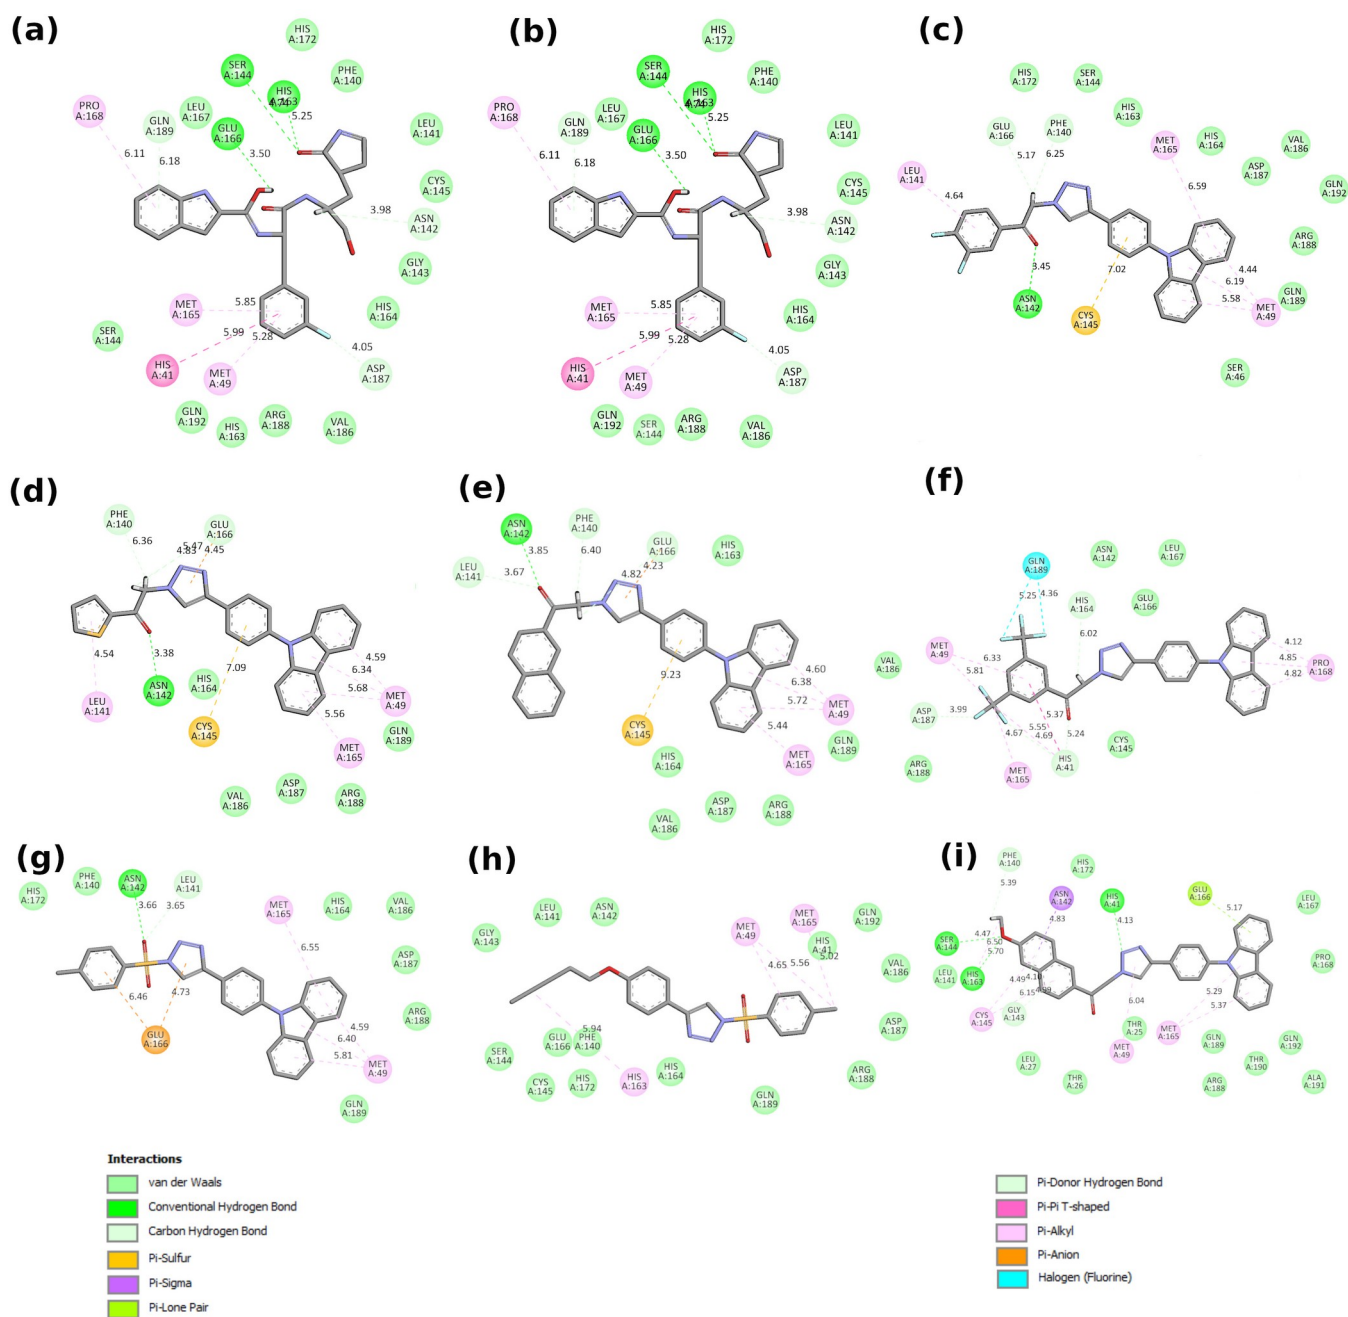 (a)
HIS
A:172
SER
A:144
PHE
A:140
HIS
A:163
4.74
5.25
PRO
A:168
GLN
A:189
LEU
A:167
GLU
A:166
LEU
A:141
6.11
6.18
3.50
CYS
A:145
3.98
ASN
A:142
GLY
A:143
MET
A:165
5.85
HIS
A:164
SER
A:144
5.99
5.28
4.05
HIS
A:41
MET
A:49
ASP
A:187
GLN
A:192
HIS
A:163
ARG
A:188
VAL
A:186
(b)
HIS
A:172
SER
A:144
PHE
A:140
HIS
A:163
4.74
5.25
PRO
A:168
GLN
A:189
LEU
A:167
GLU
A:166
LEU
A:141
6.11
6.18
3.50
CYS
A:145
3.98
ASN
A:142
GLY
A:143
MET
A:165
5.85
HIS
A:164
5.99
5.28
4.05
HIS
A:41
MET
A:49
ASP
A:187
GLN
A:192
SER
A:144
ARG
A:188
VAL
A:186
(c)
HIS
A:172
SER
A:144
HIS
A:163
GLU
A:166
PHE
A:140
MET
A:165
HIS
A:164
VAL
A:186
ASP
A:187
GLN
A:192
LEU
A:141
5.17
6.25
4.64
6.59
ARG
A:188
3.45
7.02
4.44
6.19
5.58
GLN
A:189
ASN
A:142
CYS
A:145
MET
A:49
SER
A:46
(d)
PHE
A:140
GLU
A:166
6.36
5.47
4.83
4.45
4.54
3.38
7.09
4.59
6.34
5.68
5.56
LEU
A:141
ASN
A:142
HIS
A:164
CYS
A:145
MET
A:49
GLN
A:189
MET
A:165
VAL
A:186
ASP
A:187
ARG
A:188
(e)
ASN
A:142
PHE
A:140
GLU
A:166
HIS
A:163
LEU
A:141
3.85
6.40
3.67
4.82
4.23
9.23
4.60
6.38
5.72
5.44
MET
A:49
CYS
A:145
HIS
A:164
MET
A:165
GLN
A:189
VAL
A:186
ASP
A:187
ARG
A:188
(f)
GLN
A:189
ASN
A:142
LEU
A:167
5.25
4.36
HIS
A:164
GLU
A:166
MET
A:49
6.33
5.81
6.02
4.12
4.85
4.82
PRO
A:168
VAL
A:186
ASP
A:187
3.99
5.37
5.55
4.67
4.69
5.24
ARG
A:188
MET
A:165
HIS
A:41
CYS
A:145
(g)
HIS
A:172
PHE
A:140
ASN
A:142
LEU
A:141
3.66
3.65
MET
A:165
HIS
A:164
VAL
A:186
6.55
ASP
A:187
6.46
4.73
ARG
A:188
GLU
A:166
4.59
6.40
5.81
MET
A:49
GLN
A:189
(h)
GLY
A:143
LEU
A:141
ASN
A:142
MET
A:49
MET
A:165
HIS
A:41
GLN
A:192
4.65
5.56
5.02
VAL
A:186
ASP
A:187
5.94
SER
A:144
GLU
A:166
PHE
A:140
CYS
A:145
HIS
A:172
HIS
A:163
HIS
A:164
GLN
A:189
ARG
A:188
(i)
PHE
A:140
HIS
A:172
5.39
ASN
A:142
HIS
A:41
GLU
A:166
LEU
A:167
4.83
4.13
5.17
SER
A:144
4.47
6.50
5.70
LEU
A:141
HIS
A:163
PRO
A:168
4.49
6.15
CYS
A:145
GLY
A:143
6.04
5.29
5.37
THR
A:25
MET
A:49
MET
A:165
GLN
A:189
THR
A:190
GLN
A:192
LEU
A:27
THR
A:26
ARG
A:188
ALA
A:191
Interactions
van der Waals
Conventional Hydrogen Bond
Carbon Hydrogen Bond
Pi-Sulfur
Pi-Sigma
Pi-Lone Pair
Pi-Donor Hydrogen Bond
Pi-Pi T-shaped
Pi-Alkyl
Pi-Anion
Halogen (Fluorine)